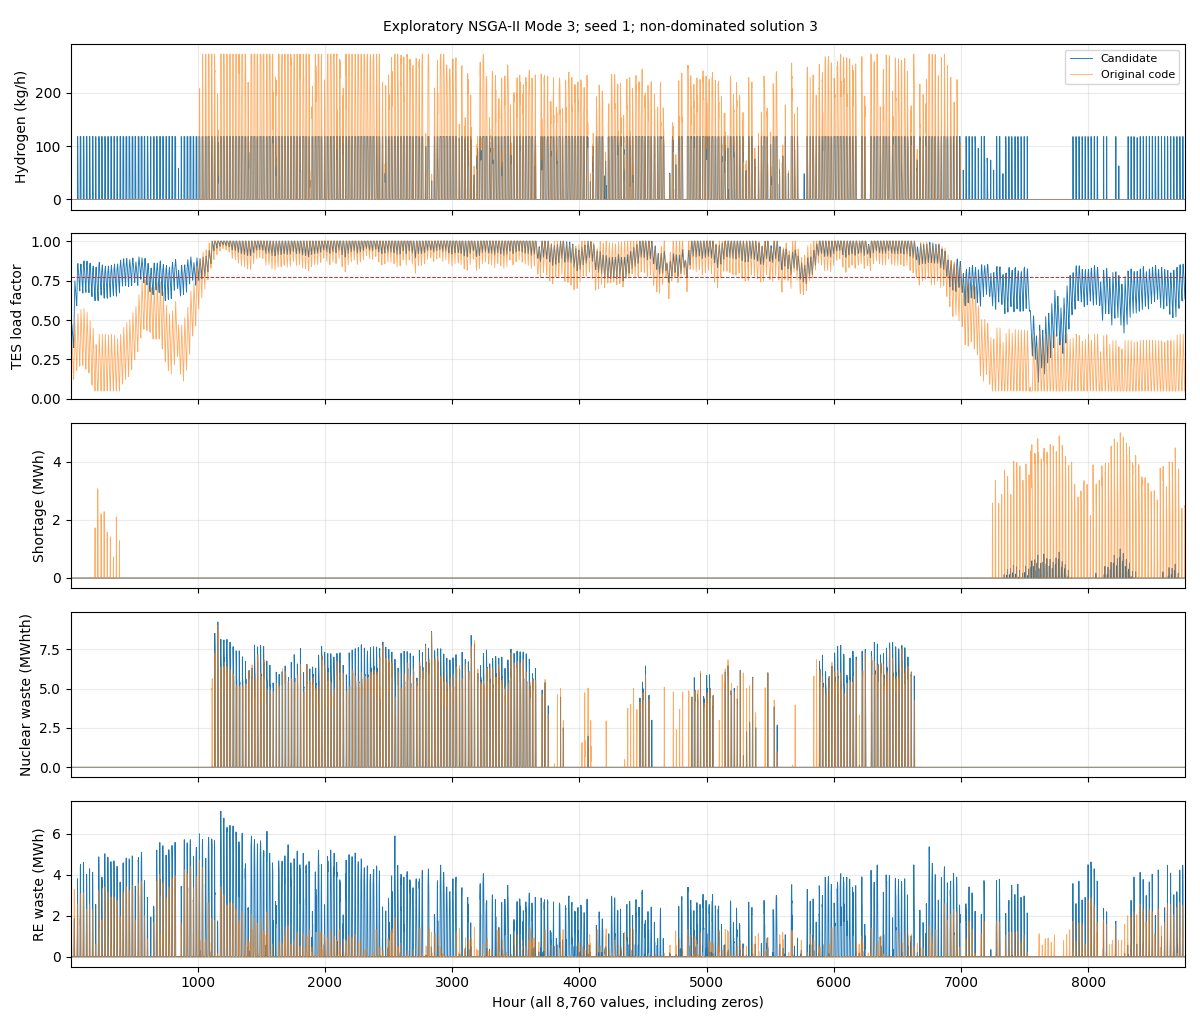 Exploratory NSGA-II Mode 3; seed 1; non-dominated solution 3
Hydrogen (kg/h)
200
100
0
Candidate
Original code
TES load factor
1.00
0.75
0.50
0.25
0.00
Shortage (MWh)
4
2
0
Nuclear waste (MWhth)
7.5
5.0
2.5
0.0
RE waste (MWh)
6
4
2
0
1000 2000 3000 4000 5000 6000 7000 8000
Hour (all 8,760 values, including zeros)